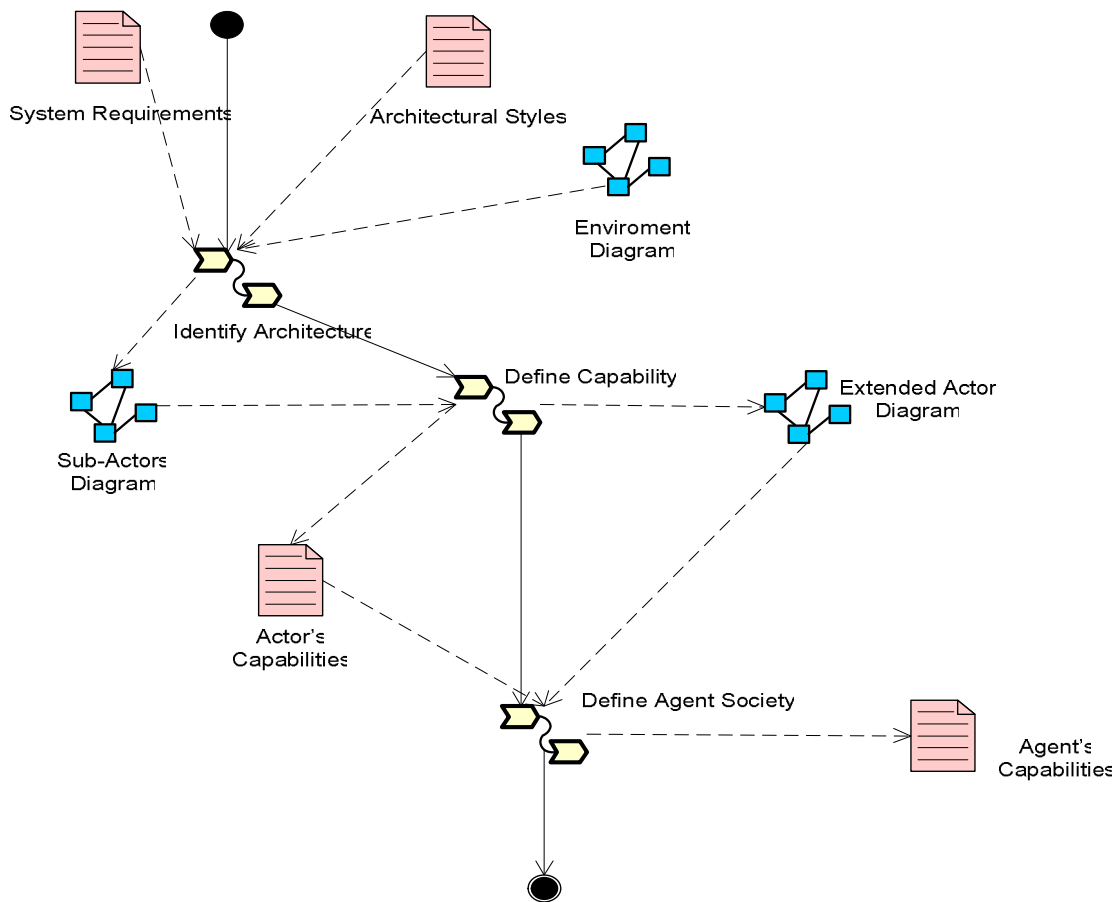 System Requirements
Architectural Styles
Enviroment
Diagram
Identify Architecture
Define Capability
Extended Actor
Diagram
Sub-Actors
Diagram
Actor's
Capabilities
Define Agent Society
Agent's
Capabilities